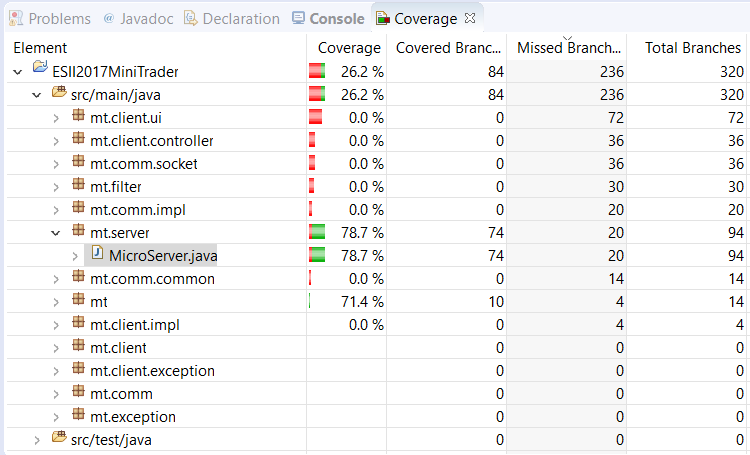 Problems @ Javadoc Declaration Console Coverage
Element Coverage Covered Branc... Missed Branch... Total Branches
ESII2017MiniTrader 26.2 % 84 236 320
src/main/java 26.2 % 84 236 320
mt.client.ui 0.0 % 0 72 72
mt.client.controller 0.0 % 0 36 36
mt.comm.socket 0.0 % 0 36 36
mt.filter 0.0 % 0 30 30
mt.comm.impl 0.0 % 0 20 20
mt.server 78.7 % 74 20 94
MicroServer.java 78.7 % 74 20 94
mt.comm.common 0.0 % 0 14 14
mt 71.4 % 10 4 14
mt.client.impl 0.0 % 0 4 4
mt.client 0 0 0
mt.client.exception 0 0 0
mt.comm 0 0 0
mt.exception 0 0 0
src/test/java 0 0 0